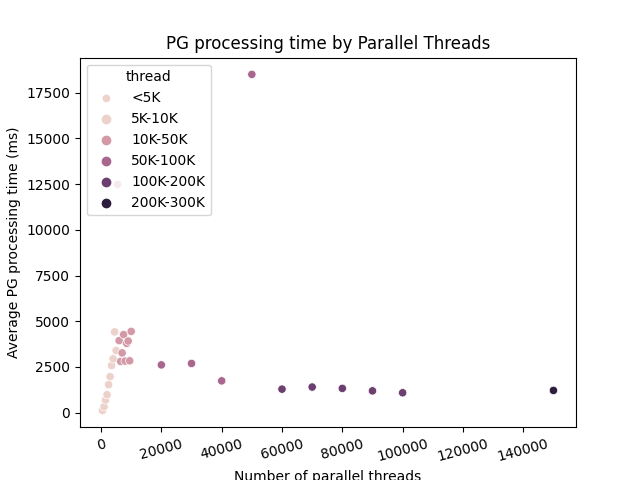 PG processing time by Parallel Threads
thread
<5K
5K-10K
10K-50K
50K-100K
100K-200K
200K-300K
Average PG processing time (ms)
17500
15000
12500
10000
7500
5000
2500
0
0
20000
40000
60000
80000
100000
120000
140000
Number of parallel threads